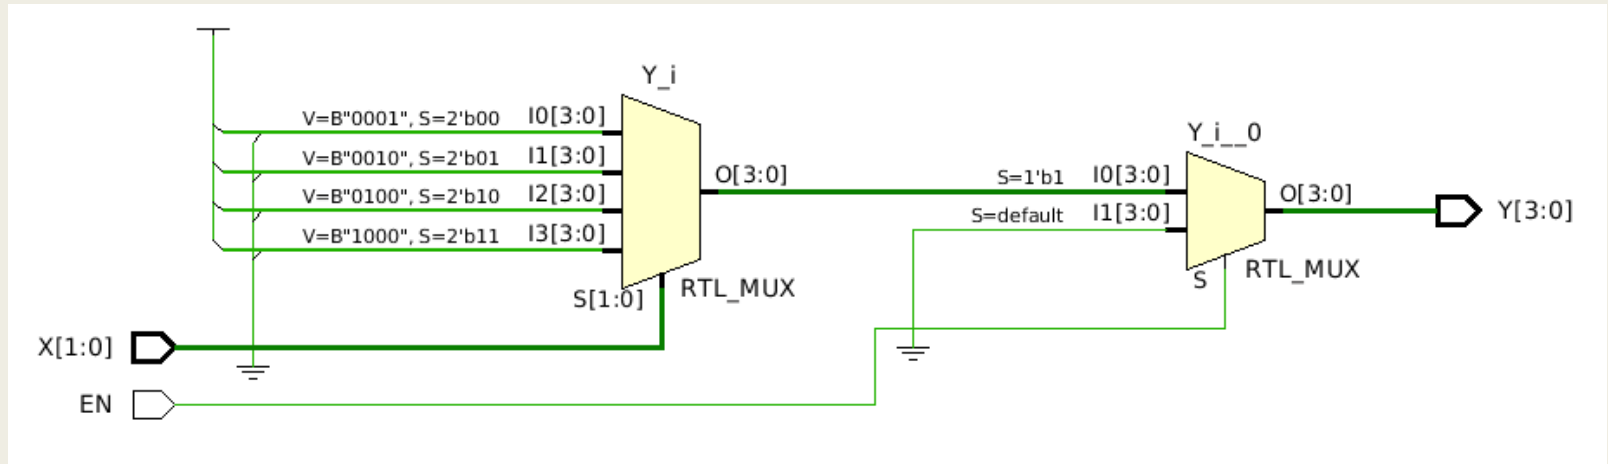 Y_i
V=B"0001", S=2'b00 I0[3:0]
V=B"0010", S=2'b01 I1[3:0]
V=B"0100", S=2'b10 I2[3:0]
V=B"1000", S=2'b11 I3[3:0]
O[3:0]
S[1:0]
RTL_MUX
Y_i__0
S=1'b1 I0[3:0]
S=default I1[3:0]
O[3:0]
S
RTL_MUX
Y[3:0]
X[1:0]
EN